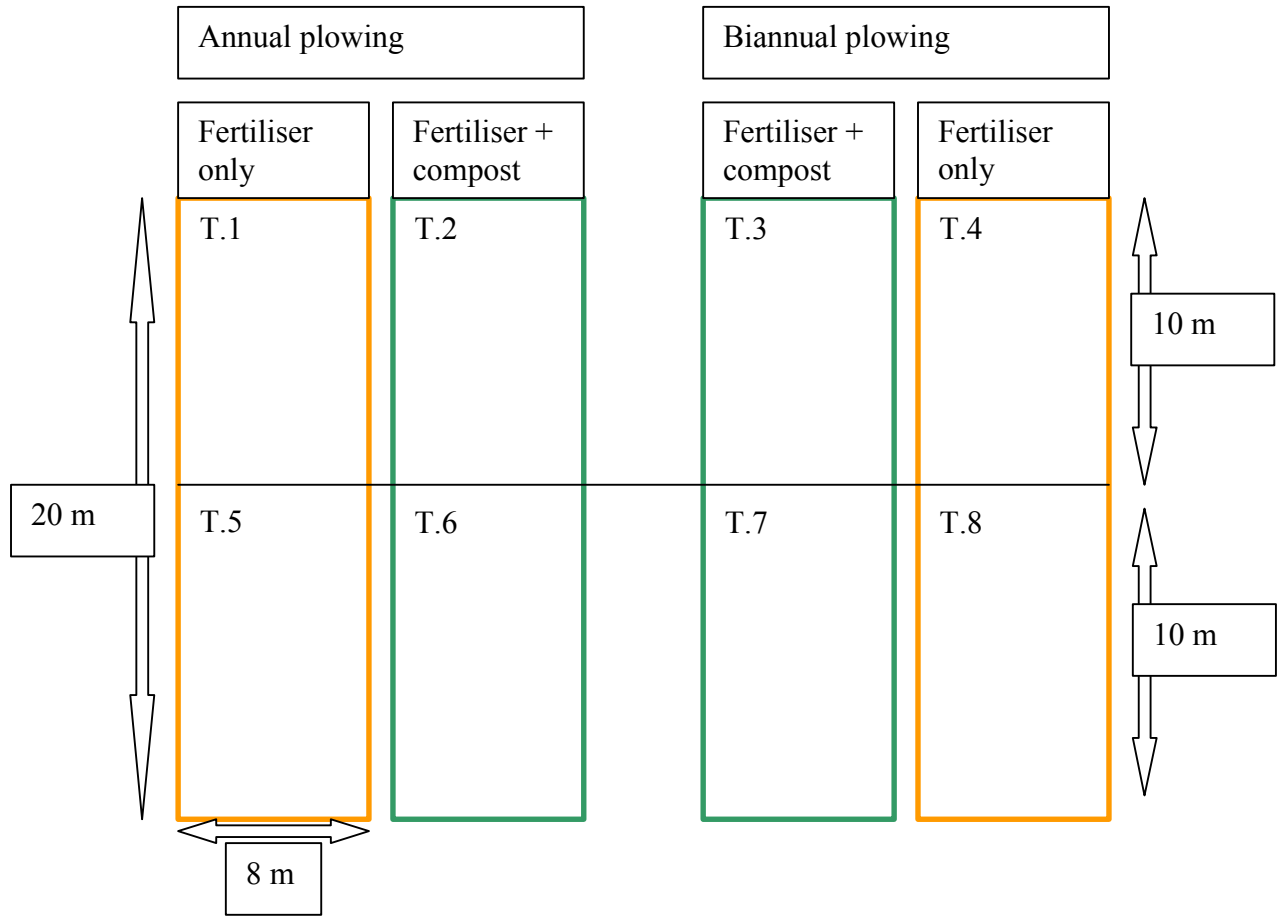 Annual plowing
Biannual plowing
Fertiliser
only
Fertiliser +
compost
Fertiliser +
compost
Fertiliser
only
T.1
T.2
T.3
T.4
10 m
20 m
T.5
T.6
T.7
T.8
10 m
8 m